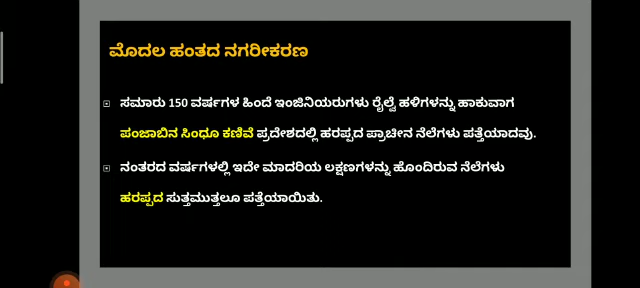 ಮೊದಲ ಹಂತದ ನಗರೀಕರಣ
ಸಮಾರು 150 ವರ್ಷಗಳ ಹಿಂದೆ ಇಂಜಿನಿಯರುಗಳು ರೈಲ್ವೆ ಹಳಿಗಳನ್ನು ಹಾಕುವಾಗ
ಪಂಜಾಬಿನ ಸಿಂಧೂ ಕಣಿವೆ ಪ್ರದೇಶದಲ್ಲಿ ಹರಪ್ಪದ ಪ್ರಾಚೀನ ನೆಲೆಗಳು ಪತ್ತೆಯಾದವು.
ನಂತರದ ವರ್ಷಗಳಲ್ಲಿ ಇದೇ ಮಾದರಿಯ ಲಕ್ಷಣಗಳನ್ನು ಹೊಂದಿರುವ ನೆಲೆಗಳು
ಹರಪ್ಪದ ಸುತ್ತಮುತ್ತಲೂ ಪತ್ತೆಯಾಯಿತು.